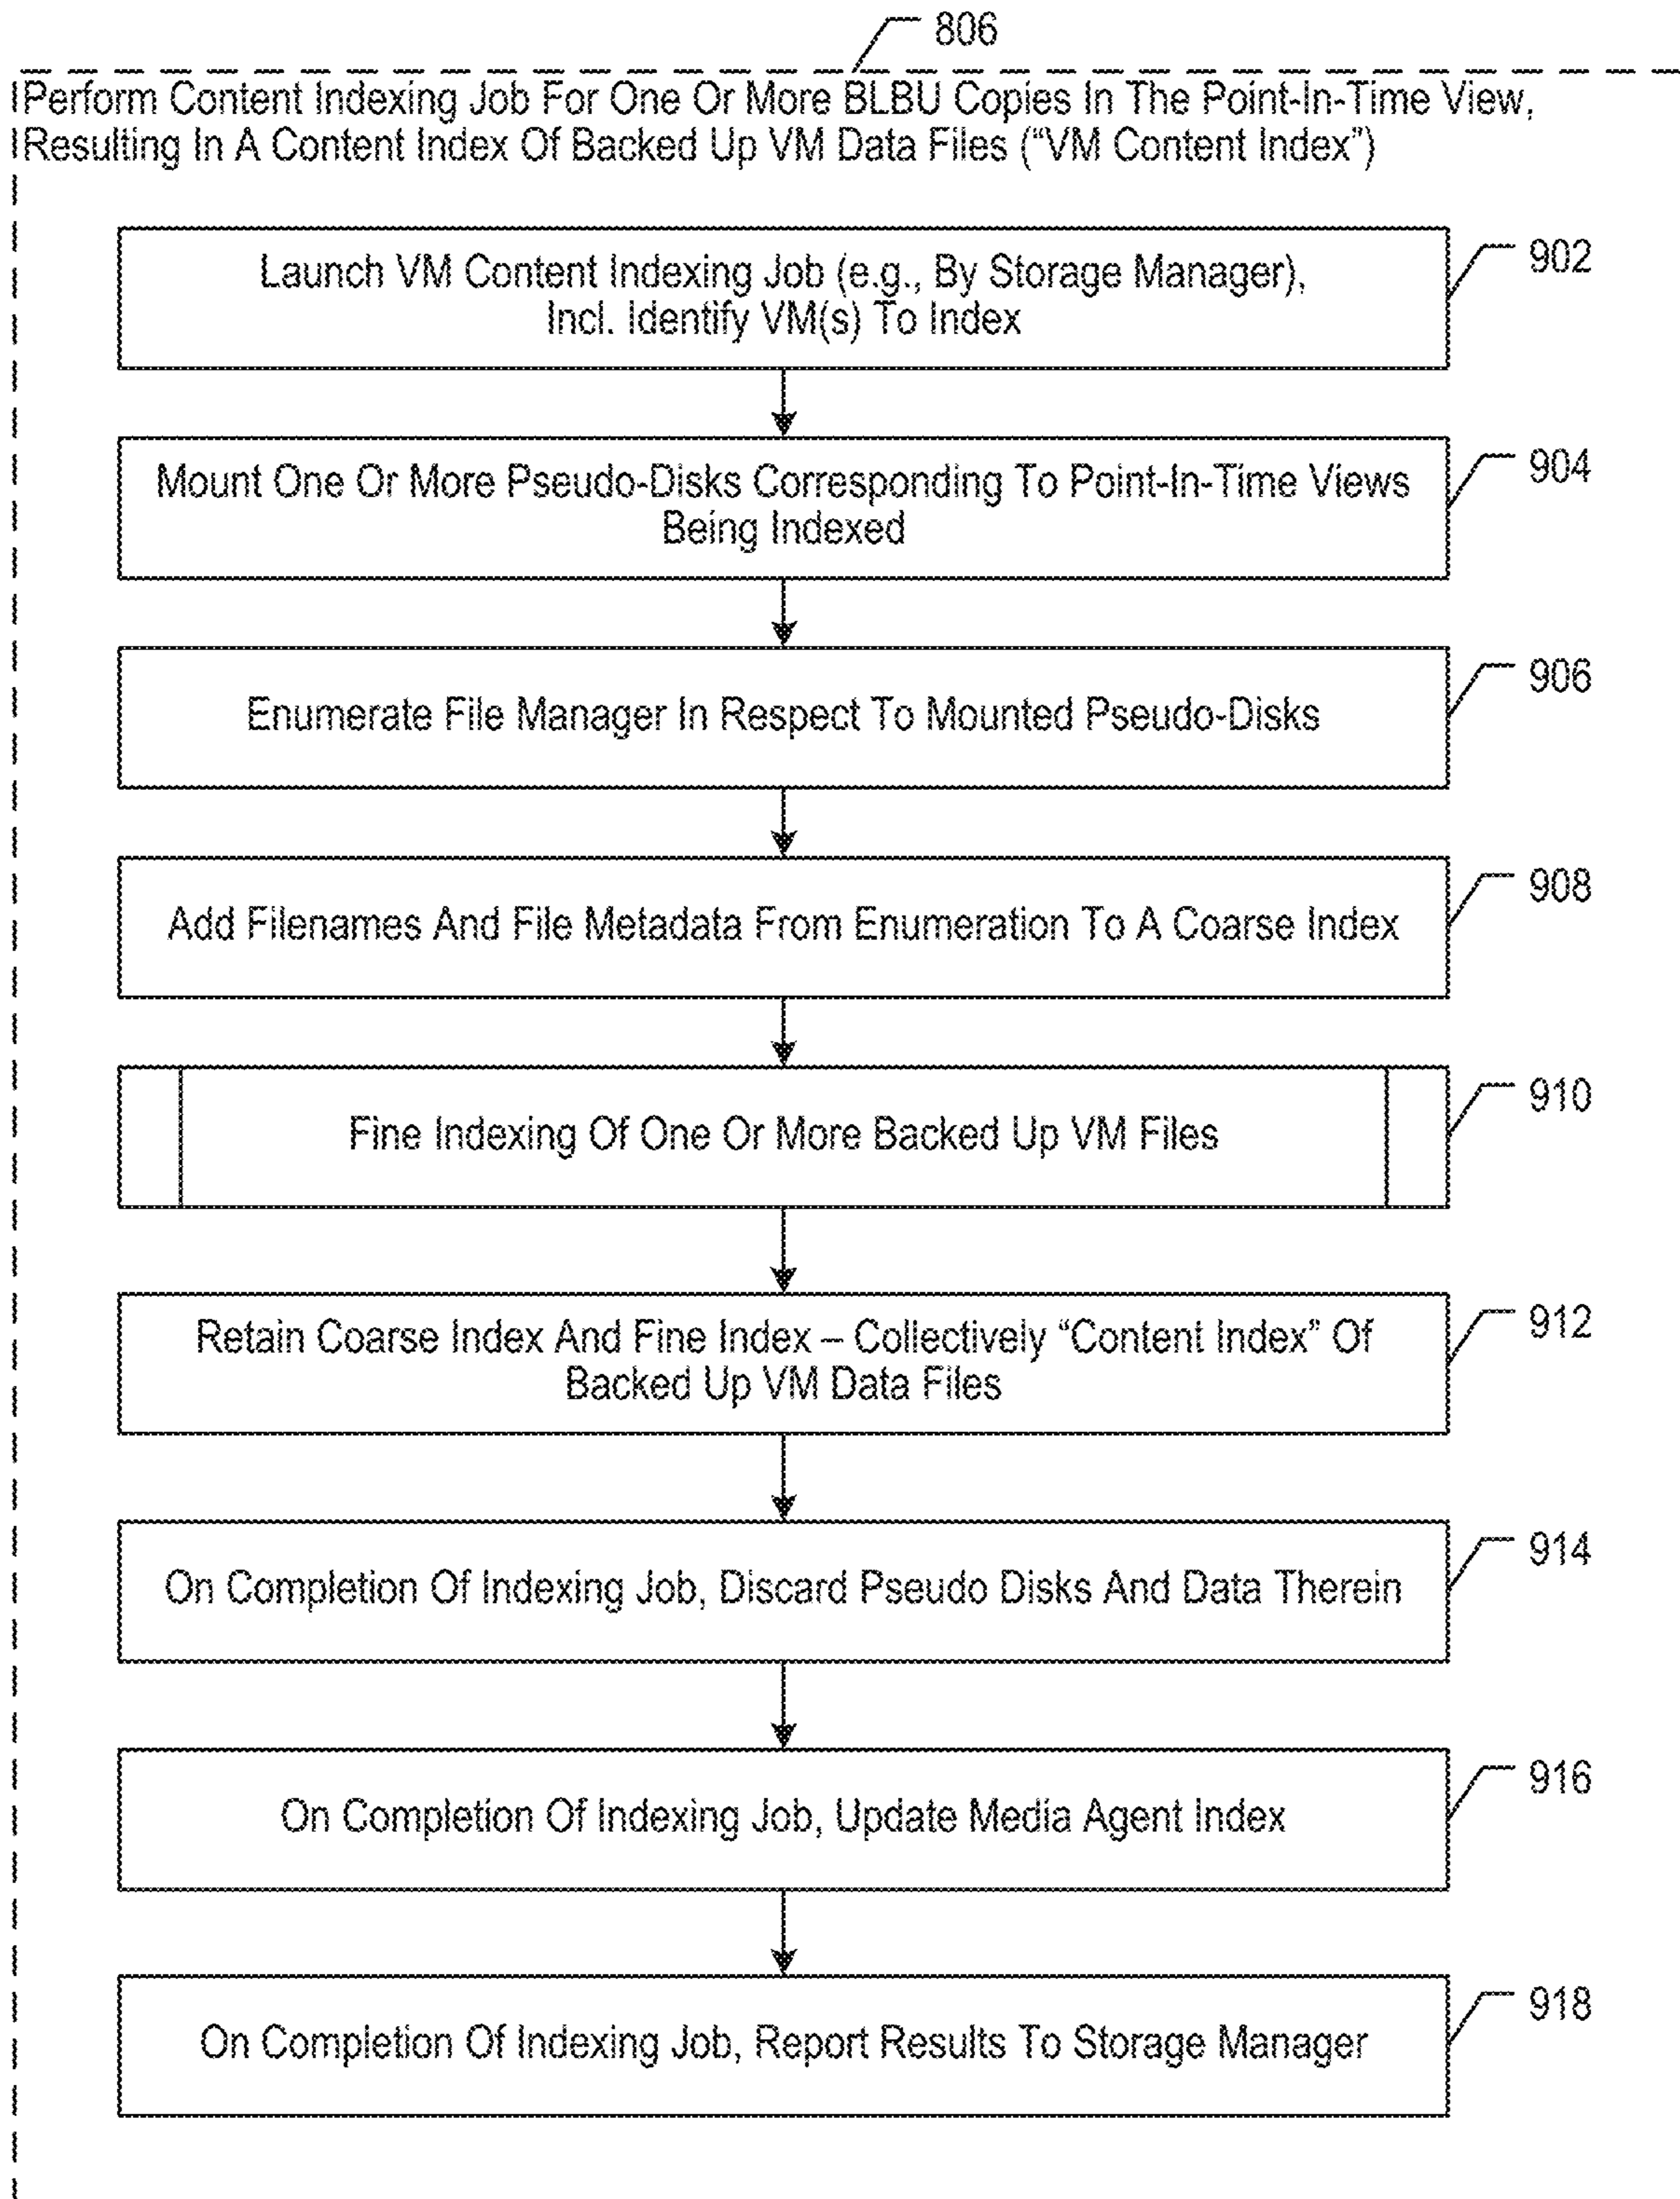 806
Perform Content Indexing Job For One Or More BLBU Copies In The Point-In-Time View,
Resulting In A Content Index Of Backed Up VM Data Files (“VM Content Index”)
Launch VM Content Indexing Job (e.g., By Storage Manager),
Incl. Identify VM(s) To Index
902
Mount One Or More Pseudo-Disks Corresponding To Point-In-Time Views
Being Indexed
904
Enumerate File Manager In Respect To Mounted Pseudo-Disks
906
Add Filenames And File Metadata From Enumeration To A Coarse Index
908
Fine Indexing Of One Or More Backed Up VM Files
910
Retain Coarse Index And Fine Index – Collectively “Content Index” Of
Backed Up VM Data Files
912
On Completion Of Indexing Job, Discard Pseudo Disks And Data Therein
914
On Completion Of Indexing Job, Update Media Agent Index
916
On Completion Of Indexing Job, Report Results To Storage Manager
918